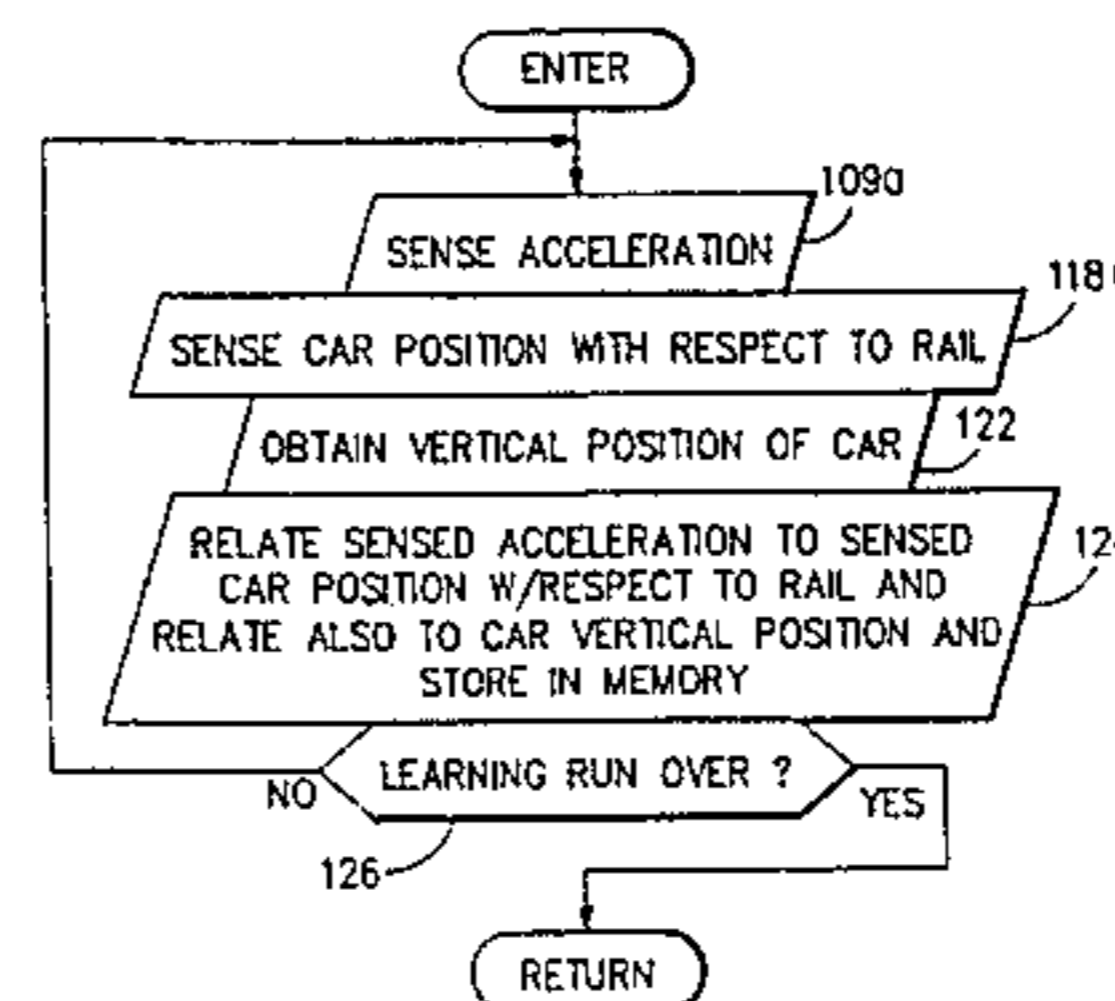 ENTER
109a
SENSE ACCELERATION
118
SENSE CAR POSITION WITH RESPECT TO RAIL
122
OBTAIN VERTICAL POSITION OF CAR
RELATE SENSED ACCELERATION TO SENSED
CAR POSITION W/RESPECT TO RAIL AND
RELATE ALSO TO CAR VERTICAL POSITION AND
STORE IN MEMORY
LEARNING RUN OVER ?
NO
YES
126
RETURN